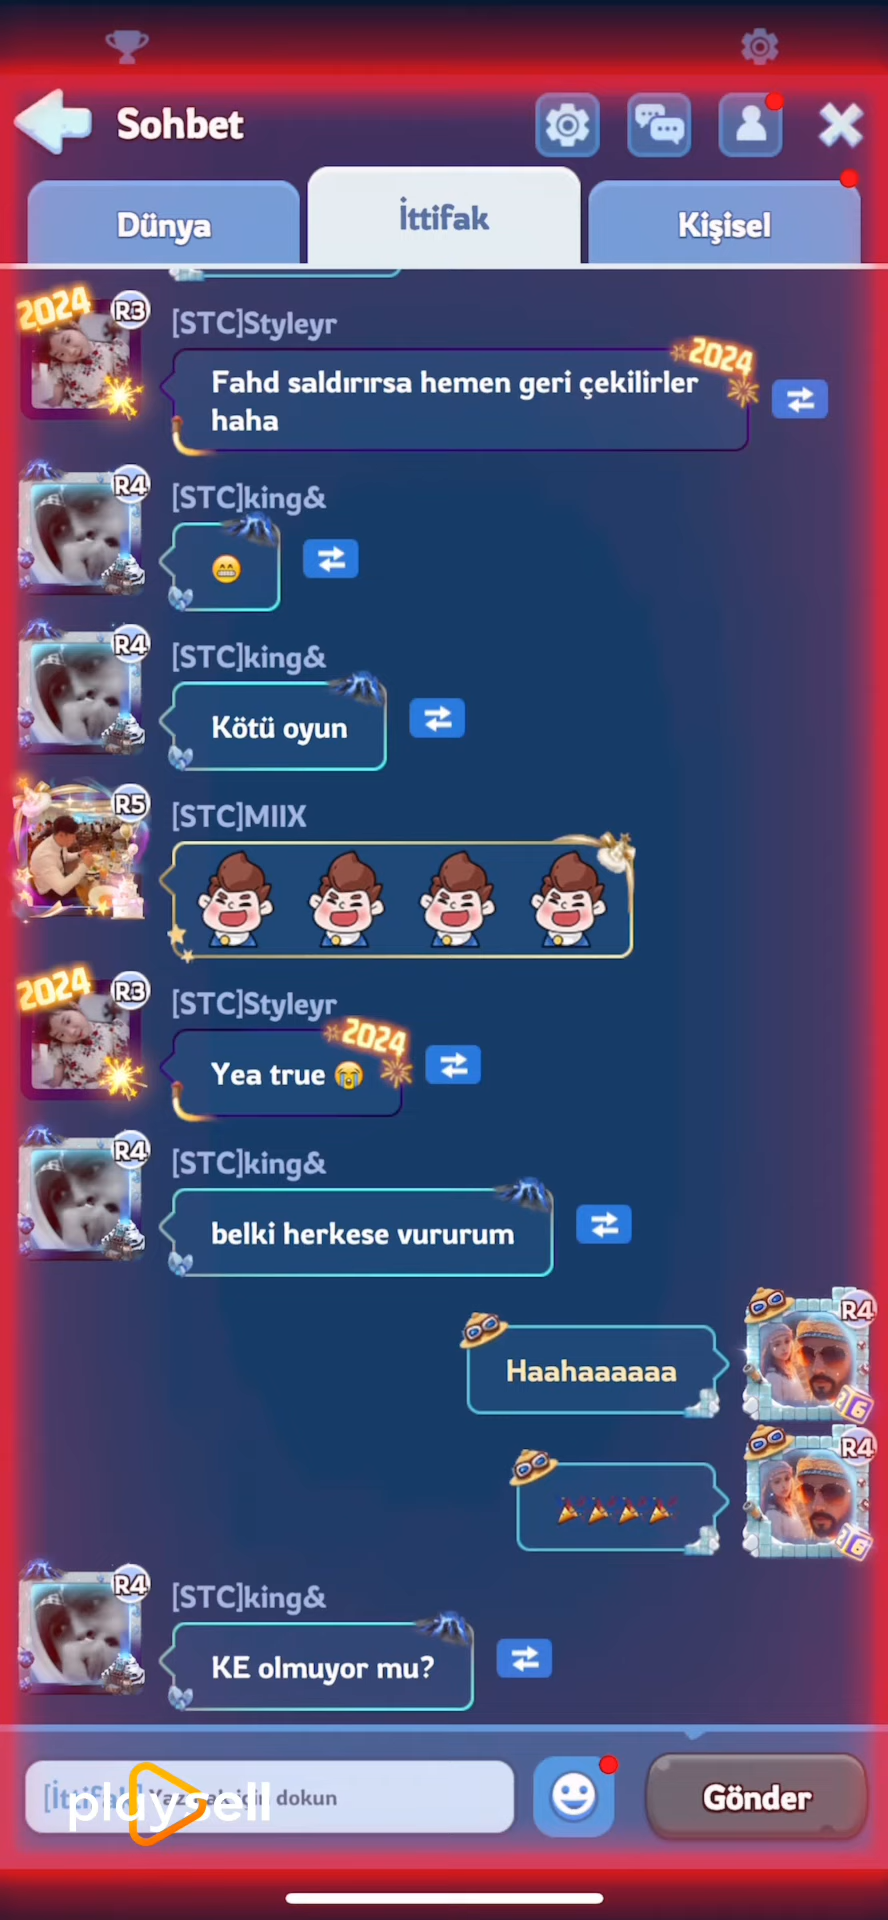 Sohbet
Dünya
İttifak
Kişisel
2024
R3
[STC]Styleyr
2024
Fahd saldırırsa hemen geri çekilirler
haha
R4
[STC]king&
😁
R4
[STC]king&
Kötü oyun
R5
[STC]MIIX
2024
R3
[STC]Styleyr
2024
Yea true 😭
R4
[STC]king&
belki herkese vururum
R4
Haahaaaaaa
R4
🎉🎉🎉🎉
R4
[STC]king&
KE olmuyor mu?
dokun
playsell
Gönder